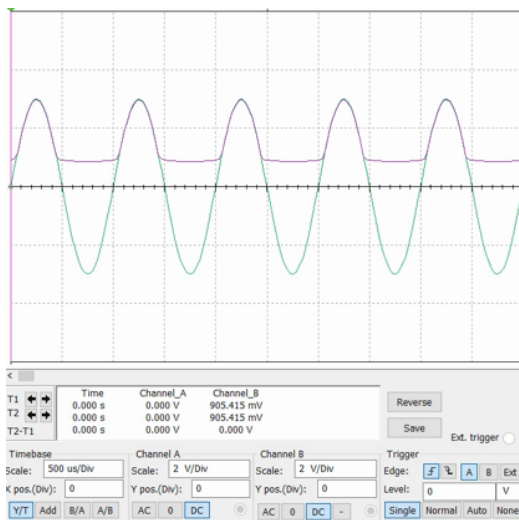 Time Channel_A Channel_B
T1 0.000 s 0.000 V 905.415 mV
T2 0.000 s 0.000 V 905.415 mV
T2-T1 0.000 s 0.000 V 0.000 V
Reverse
Save
Ext. trigger
Timebase
Scale: 500 us/Div
X pos.(Div): 0
Y/T Add B/A A/B
Channel A
Scale: 2 V/Div
Y pos.(Div): 0
AC 0 DC
Channel B
Scale: 2 V/Div
Y pos.(Div): 0
AC 0 DC -
Trigger
Edge: A B Ext
Level: 0 V
Single Normal Auto None